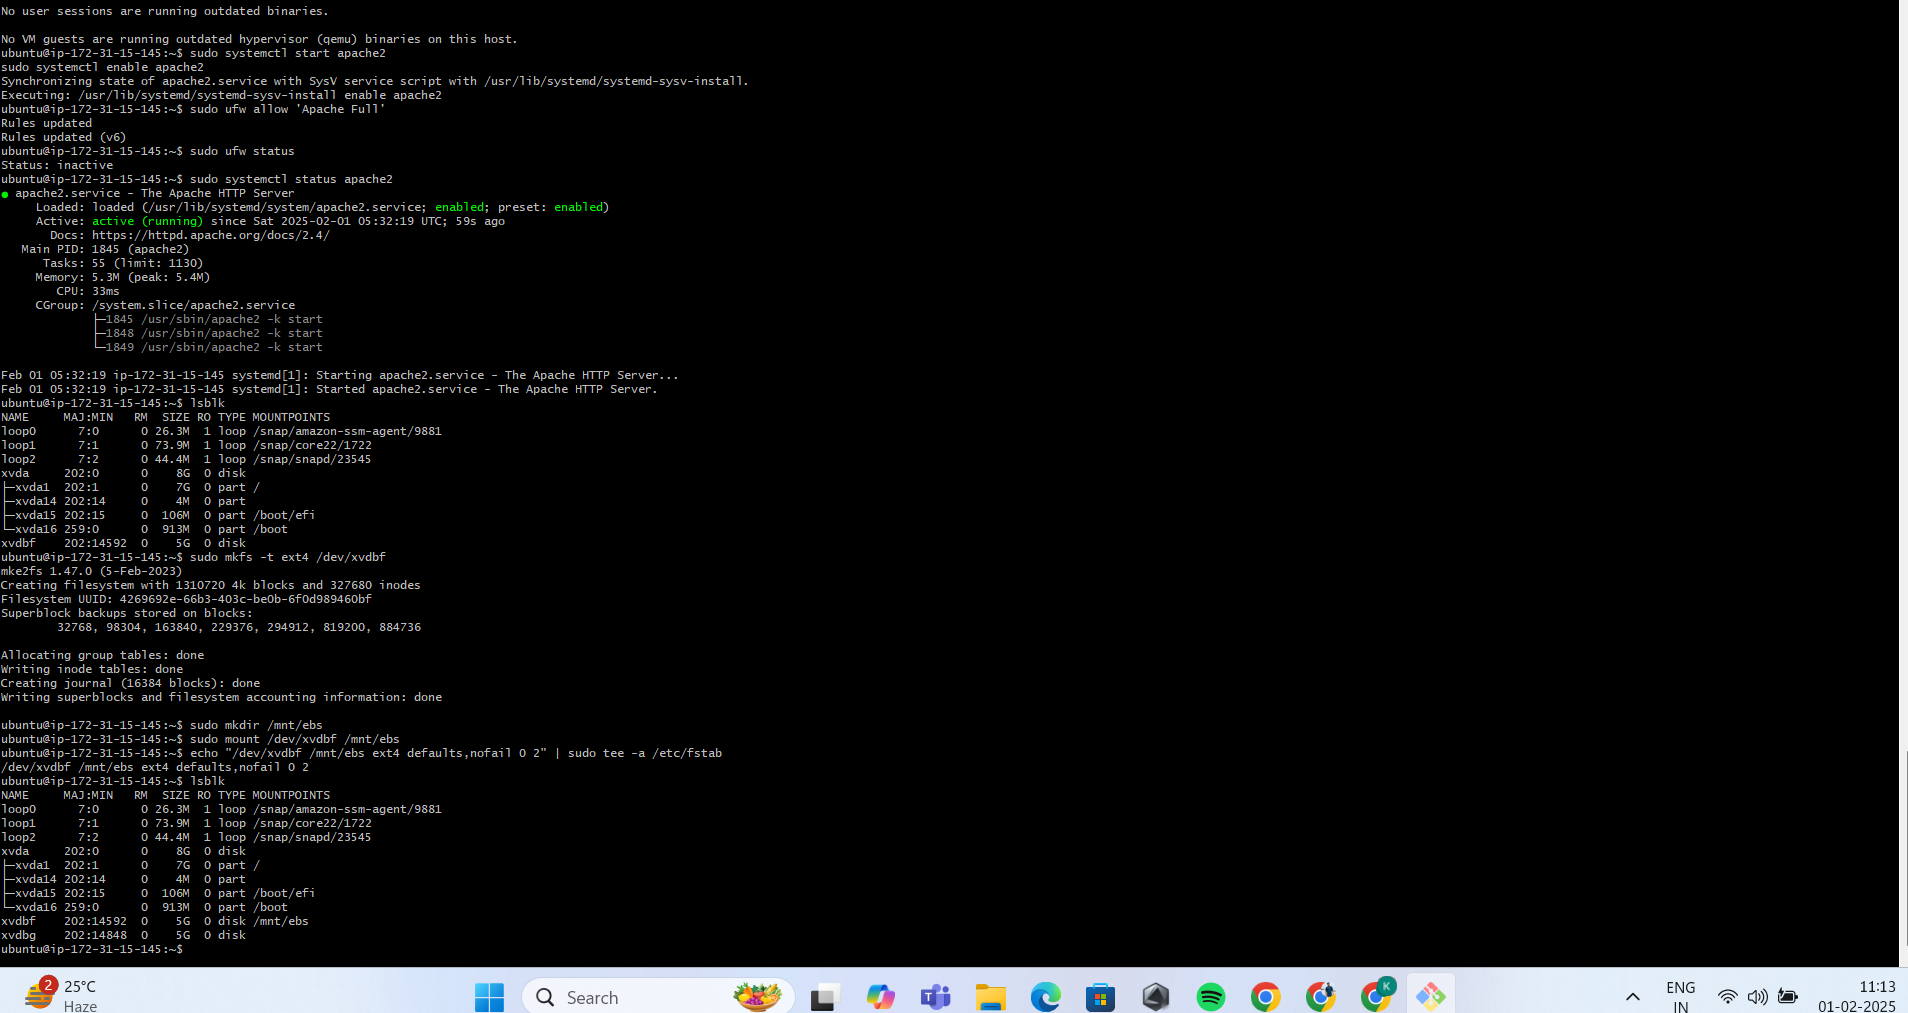 No user sessions are running outdated binaries.
No VM guests are running outdated hypervisor (qemu) binaries on this host.
ubuntu@ip-172-31-15-145:~$ sudo systemctl start apache2
sudo systemctl enable apache2
Synchronizing state of apache2.service with SysV service script with /usr/lib/systemd/systemd-sysv-install.
Executing: /usr/lib/systemd/systemd-sysv-install enable apache2
ubuntu@ip-172-31-15-145:~$ sudo ufw allow 'Apache Full'
Rules updated
Rules updated (v6)
ubuntu@ip-172-31-15-145:~$ sudo ufw status
Status: inactive
ubuntu@ip-172-31-15-145:~$ sudo systemctl status apache2
● apache2.service - The Apache HTTP Server
     Loaded: loaded (/usr/lib/systemd/system/apache2.service; enabled; preset: enabled)
     Active: active (running) since Sat 2025-02-01 05:32:19 UTC; 59s ago
       Docs: https://httpd.apache.org/docs/2.4/
   Main PID: 1845 (apache2)
      Tasks: 55 (limit: 1130)
     Memory: 5.3M (peak: 5.4M)
        CPU: 33ms
     CGroup: /system.slice/apache2.service
             ├─1845 /usr/sbin/apache2 -k start
             ├─1848 /usr/sbin/apache2 -k start
             └─1849 /usr/sbin/apache2 -k start
Feb 01 05:32:19 ip-172-31-15-145 systemd[1]: Starting apache2.service - The Apache HTTP Server...
Feb 01 05:32:19 ip-172-31-15-145 systemd[1]: Started apache2.service - The Apache HTTP Server.
ubuntu@ip-172-31-15-145:~$ lsblk
NAME     MAJ:MIN   RM  SIZE RO TYPE MOUNTPOINTS
loop0      7:0      0 26.3M  1 loop /snap/amazon-ssm-agent/9881
loop1      7:1      0 73.9M  1 loop /snap/core22/1722
loop2      7:2      0 44.4M  1 loop /snap/snapd/23545
xvda     202:0      0    8G  0 disk
├─xvda1  202:1      0    7G  0 part /
├─xvda14 202:14     0    4M  0 part
├─xvda15 202:15     0  106M  0 part /boot/efi
└─xvda16 259:0      0  913M  0 part /boot
xvdbf    202:14592  0    5G  0 disk
ubuntu@ip-172-31-15-145:~$ sudo mkfs -t ext4 /dev/xvdbf
mke2fs 1.47.0 (5-Feb-2023)
Creating filesystem with 1310720 4k blocks and 327680 inodes
Filesystem UUID: 4269692e-66b3-403c-be0b-6f0d989460bf
Superblock backups stored on blocks:
        32768, 98304, 163840, 229376, 294912, 819200, 884736
Allocating group tables: done
Writing inode tables: done
Creating journal (16384 blocks): done
Writing superblocks and filesystem accounting information: done
ubuntu@ip-172-31-15-145:~$ sudo mkdir /mnt/ebs
ubuntu@ip-172-31-15-145:~$ sudo mount /dev/xvdbf /mnt/ebs
ubuntu@ip-172-31-15-145:~$ echo "/dev/xvdbf /mnt/ebs ext4 defaults,nofail 0 2" | sudo tee -a /etc/fstab
/dev/xvdbf /mnt/ebs ext4 defaults,nofail 0 2
ubuntu@ip-172-31-15-145:~$ lsblk
NAME     MAJ:MIN   RM  SIZE RO TYPE MOUNTPOINTS
loop0      7:0      0 26.3M  1 loop /snap/amazon-ssm-agent/9881
loop1      7:1      0 73.9M  1 loop /snap/core22/1722
loop2      7:2      0 44.4M  1 loop /snap/snapd/23545
xvda     202:0      0    8G  0 disk
├─xvda1  202:1      0    7G  0 part /
├─xvda14 202:14     0    4M  0 part
├─xvda15 202:15     0  106M  0 part /boot/efi
└─xvda16 259:0      0  913M  0 part /boot
xvdbf    202:14592  0    5G  0 disk /mnt/ebs
xvdbg    202:14848  0    5G  0 disk
ubuntu@ip-172-31-15-145:~$
2
25°C
Haze
Search
K
ENG
IN
11:13
01-02-2025